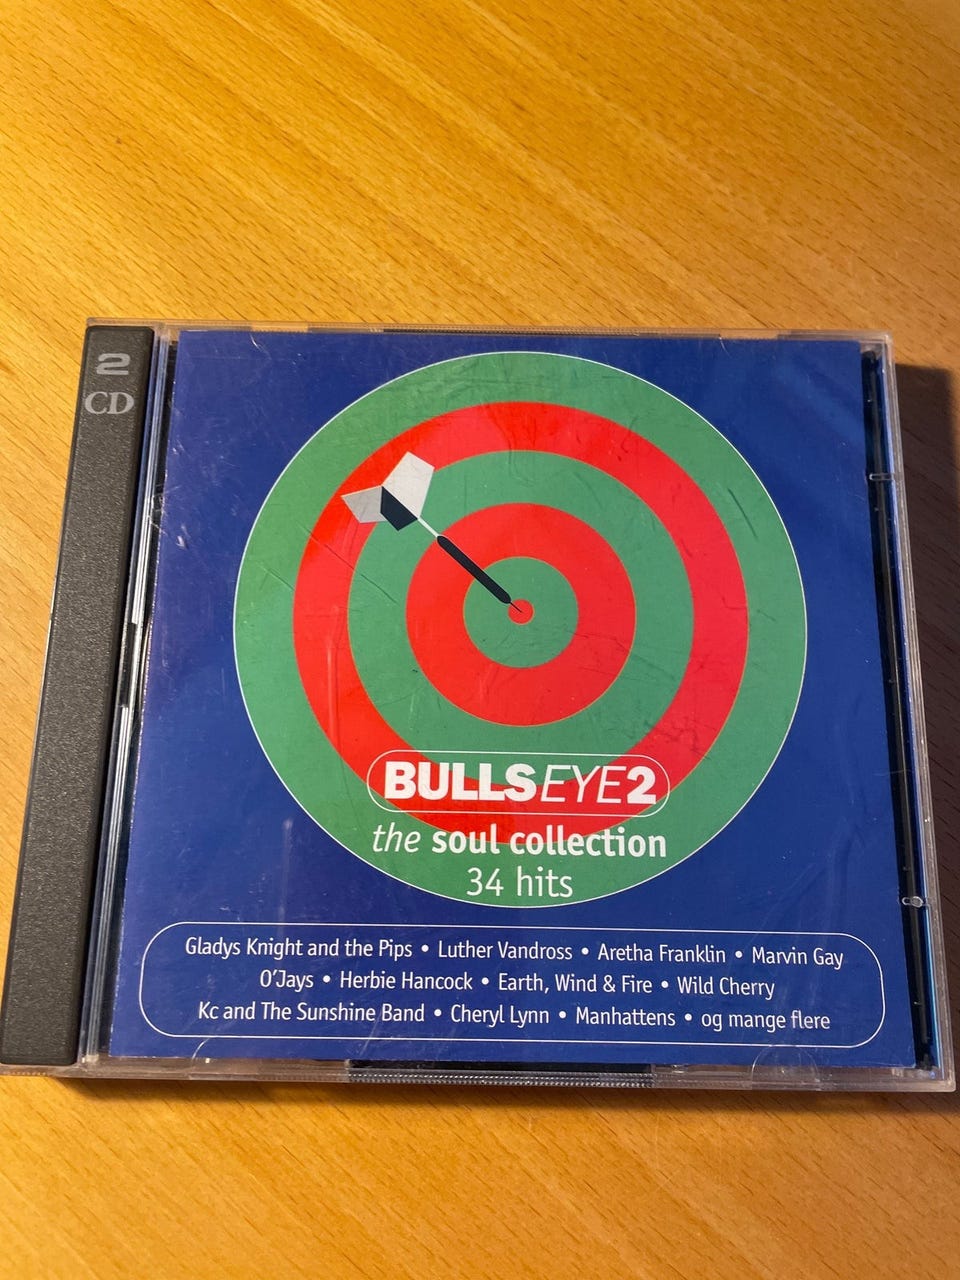 2
CD
BULLSEYE2
the soul collection
34 hits
Gladys Knight and the Pips • Luther Vandross • Aretha Franklin • Marvin Gay
O'Jays • Herbie Hancock • Earth, Wind & Fire • Wild Cherry
Kc and The Sunshine Band • Cheryl Lynn • Manhattens • og mange flere